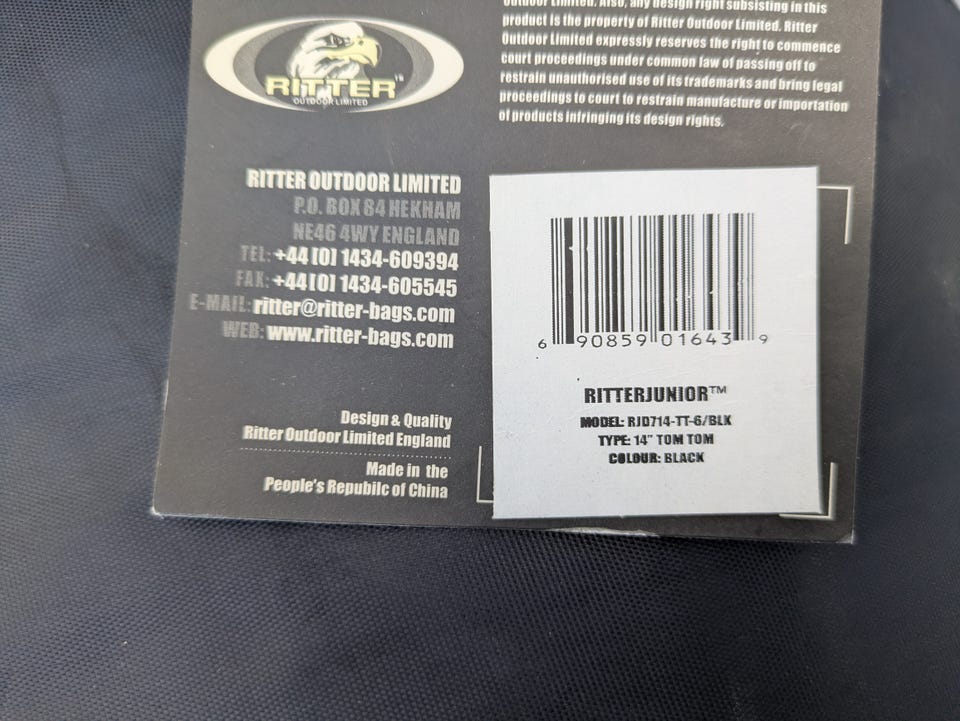 RITTER™
OUTDOOR LIMITED
Outdoor Limited. Also, any design right subsisting in this
product is the property of Ritter Outdoor Limited. Ritter
Outdoor Limited expressly reserves the right to commence
court proceedings under common law of passing off to
restrain unauthorised use of its trademarks and bring legal
proceedings to court to restrain manufacture or importation
of products infringing its design rights.
RITTER OUTDOOR LIMITED
P.O. BOX 84 HEKHAM
NE46 4WY ENGLAND
TEL: +44 [0] 1434-609394
FAX: +44 [0] 1434-605545
E-MAIL: ritter@ritter-bags.com
WEB: www.ritter-bags.com
Design & Quality
Ritter Outdoor Limited England
Made in the
People's Republic of China
6 90859 01643 9
RITTERJUNIOR™
MODEL: RJD714-TT-6/BLK
TYPE: 14" TOM TOM
COLOUR: BLACK